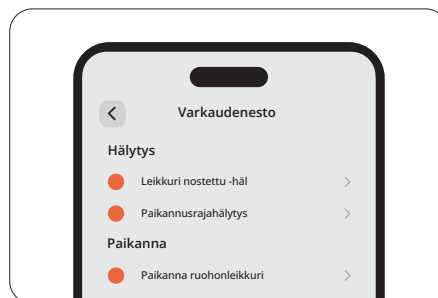 Varkaudenesto
Hälytys
Leikkuri nostettu -häl
Paikannusrajahälytys
Paikanna
Paikanna ruohonleikkuri